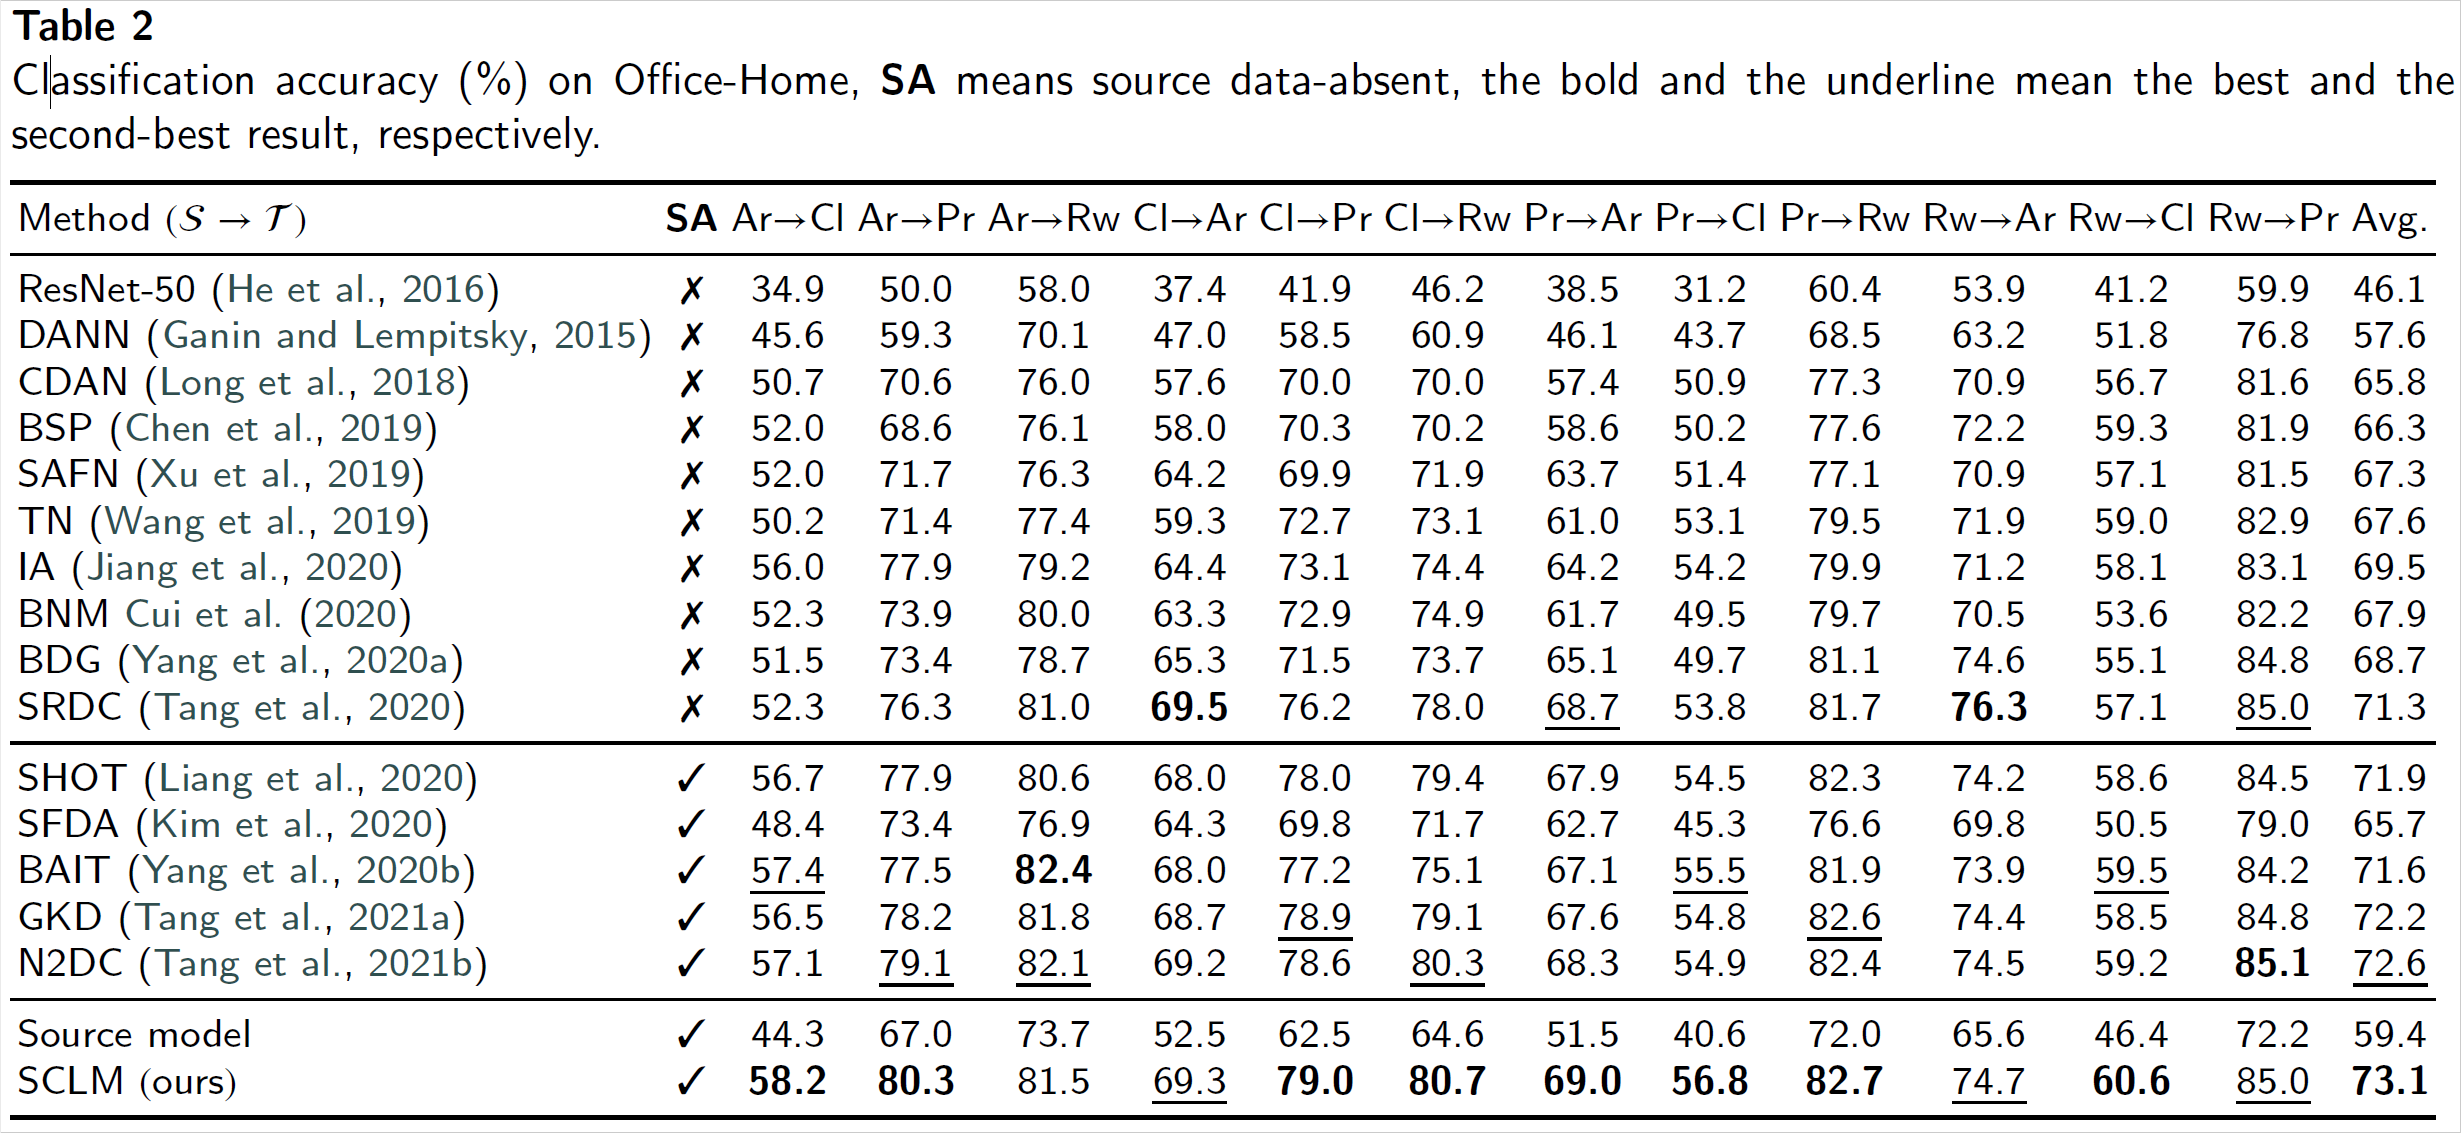 Table 2
Classification accuracy (%) on Office-Home, SA means source data-absent, the bold and the underline mean the best and the
second-best result, respectively.
Method (𝒮 → 𝒯) SA Ar→Cl Ar→Pr Ar→Rw Cl→Ar Cl→Pr Cl→Rw Pr→Ar Pr→Cl Pr→Rw Rw→Ar Rw→Cl Rw→Pr Avg.
ResNet-50 (He et al., 2016) ✗ 34.9 50.0 58.0 37.4 41.9 46.2 38.5 31.2 60.4 53.9 41.2 59.9 46.1
DANN (Ganin and Lempitsky, 2015) ✗ 45.6 59.3 70.1 47.0 58.5 60.9 46.1 43.7 68.5 63.2 51.8 76.8 57.6
CDAN (Long et al., 2018) ✗ 50.7 70.6 76.0 57.6 70.0 70.0 57.4 50.9 77.3 70.9 56.7 81.6 65.8
BSP (Chen et al., 2019) ✗ 52.0 68.6 76.1 58.0 70.3 70.2 58.6 50.2 77.6 72.2 59.3 81.9 66.3
SAFN (Xu et al., 2019) ✗ 52.0 71.7 76.3 64.2 69.9 71.9 63.7 51.4 77.1 70.9 57.1 81.5 67.3
TN (Wang et al., 2019) ✗ 50.2 71.4 77.4 59.3 72.7 73.1 61.0 53.1 79.5 71.9 59.0 82.9 67.6
IA (Jiang et al., 2020) ✗ 56.0 77.9 79.2 64.4 73.1 74.4 64.2 54.2 79.9 71.2 58.1 83.1 69.5
BNM Cui et al. (2020) ✗ 52.3 73.9 80.0 63.3 72.9 74.9 61.7 49.5 79.7 70.5 53.6 82.2 67.9
BDG (Yang et al., 2020a) ✗ 51.5 73.4 78.7 65.3 71.5 73.7 65.1 49.7 81.1 74.6 55.1 84.8 68.7
SRDC (Tang et al., 2020) ✗ 52.3 76.3 81.0 69.5 76.2 78.0 68.7 53.8 81.7 76.3 57.1 85.0 71.3
SHOT (Liang et al., 2020) ✓ 56.7 77.9 80.6 68.0 78.0 79.4 67.9 54.5 82.3 74.2 58.6 84.5 71.9
SFDA (Kim et al., 2020) ✓ 48.4 73.4 76.9 64.3 69.8 71.7 62.7 45.3 76.6 69.8 50.5 79.0 65.7
BAIT (Yang et al., 2020b) ✓ 57.4 77.5 82.4 68.0 77.2 75.1 67.1 55.5 81.9 73.9 59.5 84.2 71.6
GKD (Tang et al., 2021a) ✓ 56.5 78.2 81.8 68.7 78.9 79.1 67.6 54.8 82.6 74.4 58.5 84.8 72.2
N2DC (Tang et al., 2021b) ✓ 57.1 79.1 82.1 69.2 78.6 80.3 68.3 54.9 82.4 74.5 59.2 85.1 72.6
Source model ✓ 44.3 67.0 73.7 52.5 62.5 64.6 51.5 40.6 72.0 65.6 46.4 72.2 59.4
SCLM (ours) ✓ 58.2 80.3 81.5 69.3 79.0 80.7 69.0 56.8 82.7 74.7 60.6 85.0 73.1